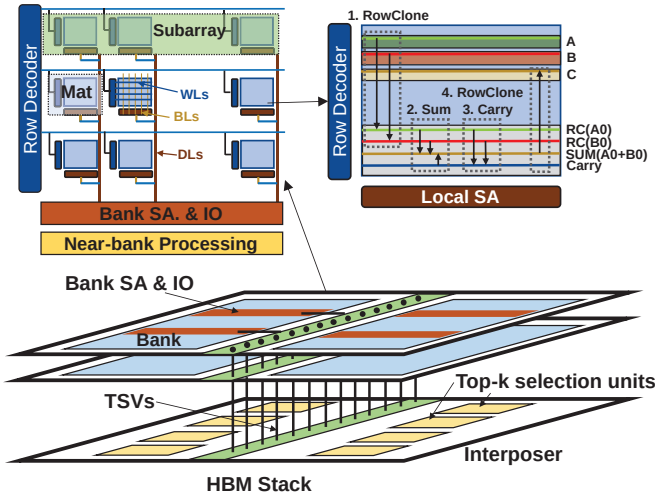 Row Decoder
Subarray
Mat
WLs
BLs
DLs
Bank SA. & IO
Near-bank Processing
1. RowClone
Row Decoder
A
B
C
4. RowClone
2. Sum
3. Carry
RC(A0)
RC(B0)
SUM(A0+B0)
Carry
Local SA
Bank SA & IO
Bank
TSVs
Top-k selection units
Interposer
HBM Stack